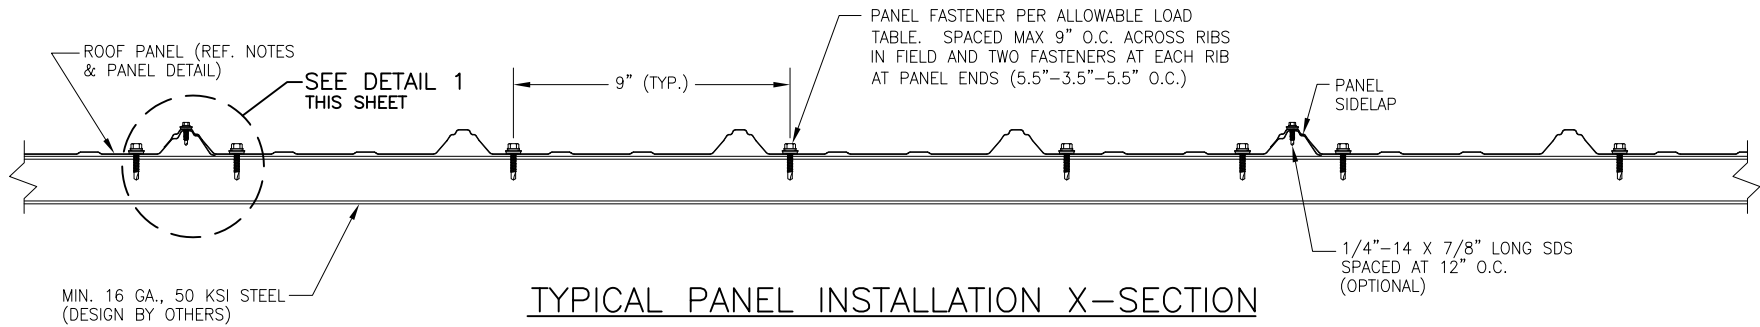 PANEL FASTENER PER ALLOWABLE LOAD
TABLE. SPACED MAX 9" O.C. ACROSS RIBS
IN FIELD AND TWO FASTENERS AT EACH RIB
AT PANEL ENDS (5.5"-3.5"-5.5" O.C.)
ROOF PANEL (REF. NOTES
& PANEL DETAIL)
SEE DETAIL 1
THIS SHEET
9" (TYP.)
PANEL
SIDELAP
1/4"-14 X 7/8" LONG SDS
SPACED AT 12" O.C.
(OPTIONAL)
MIN. 16 GA., 50 KSI STEEL
(DESIGN BY OTHERS)
TYPICAL PANEL INSTALLATION X-SECTION